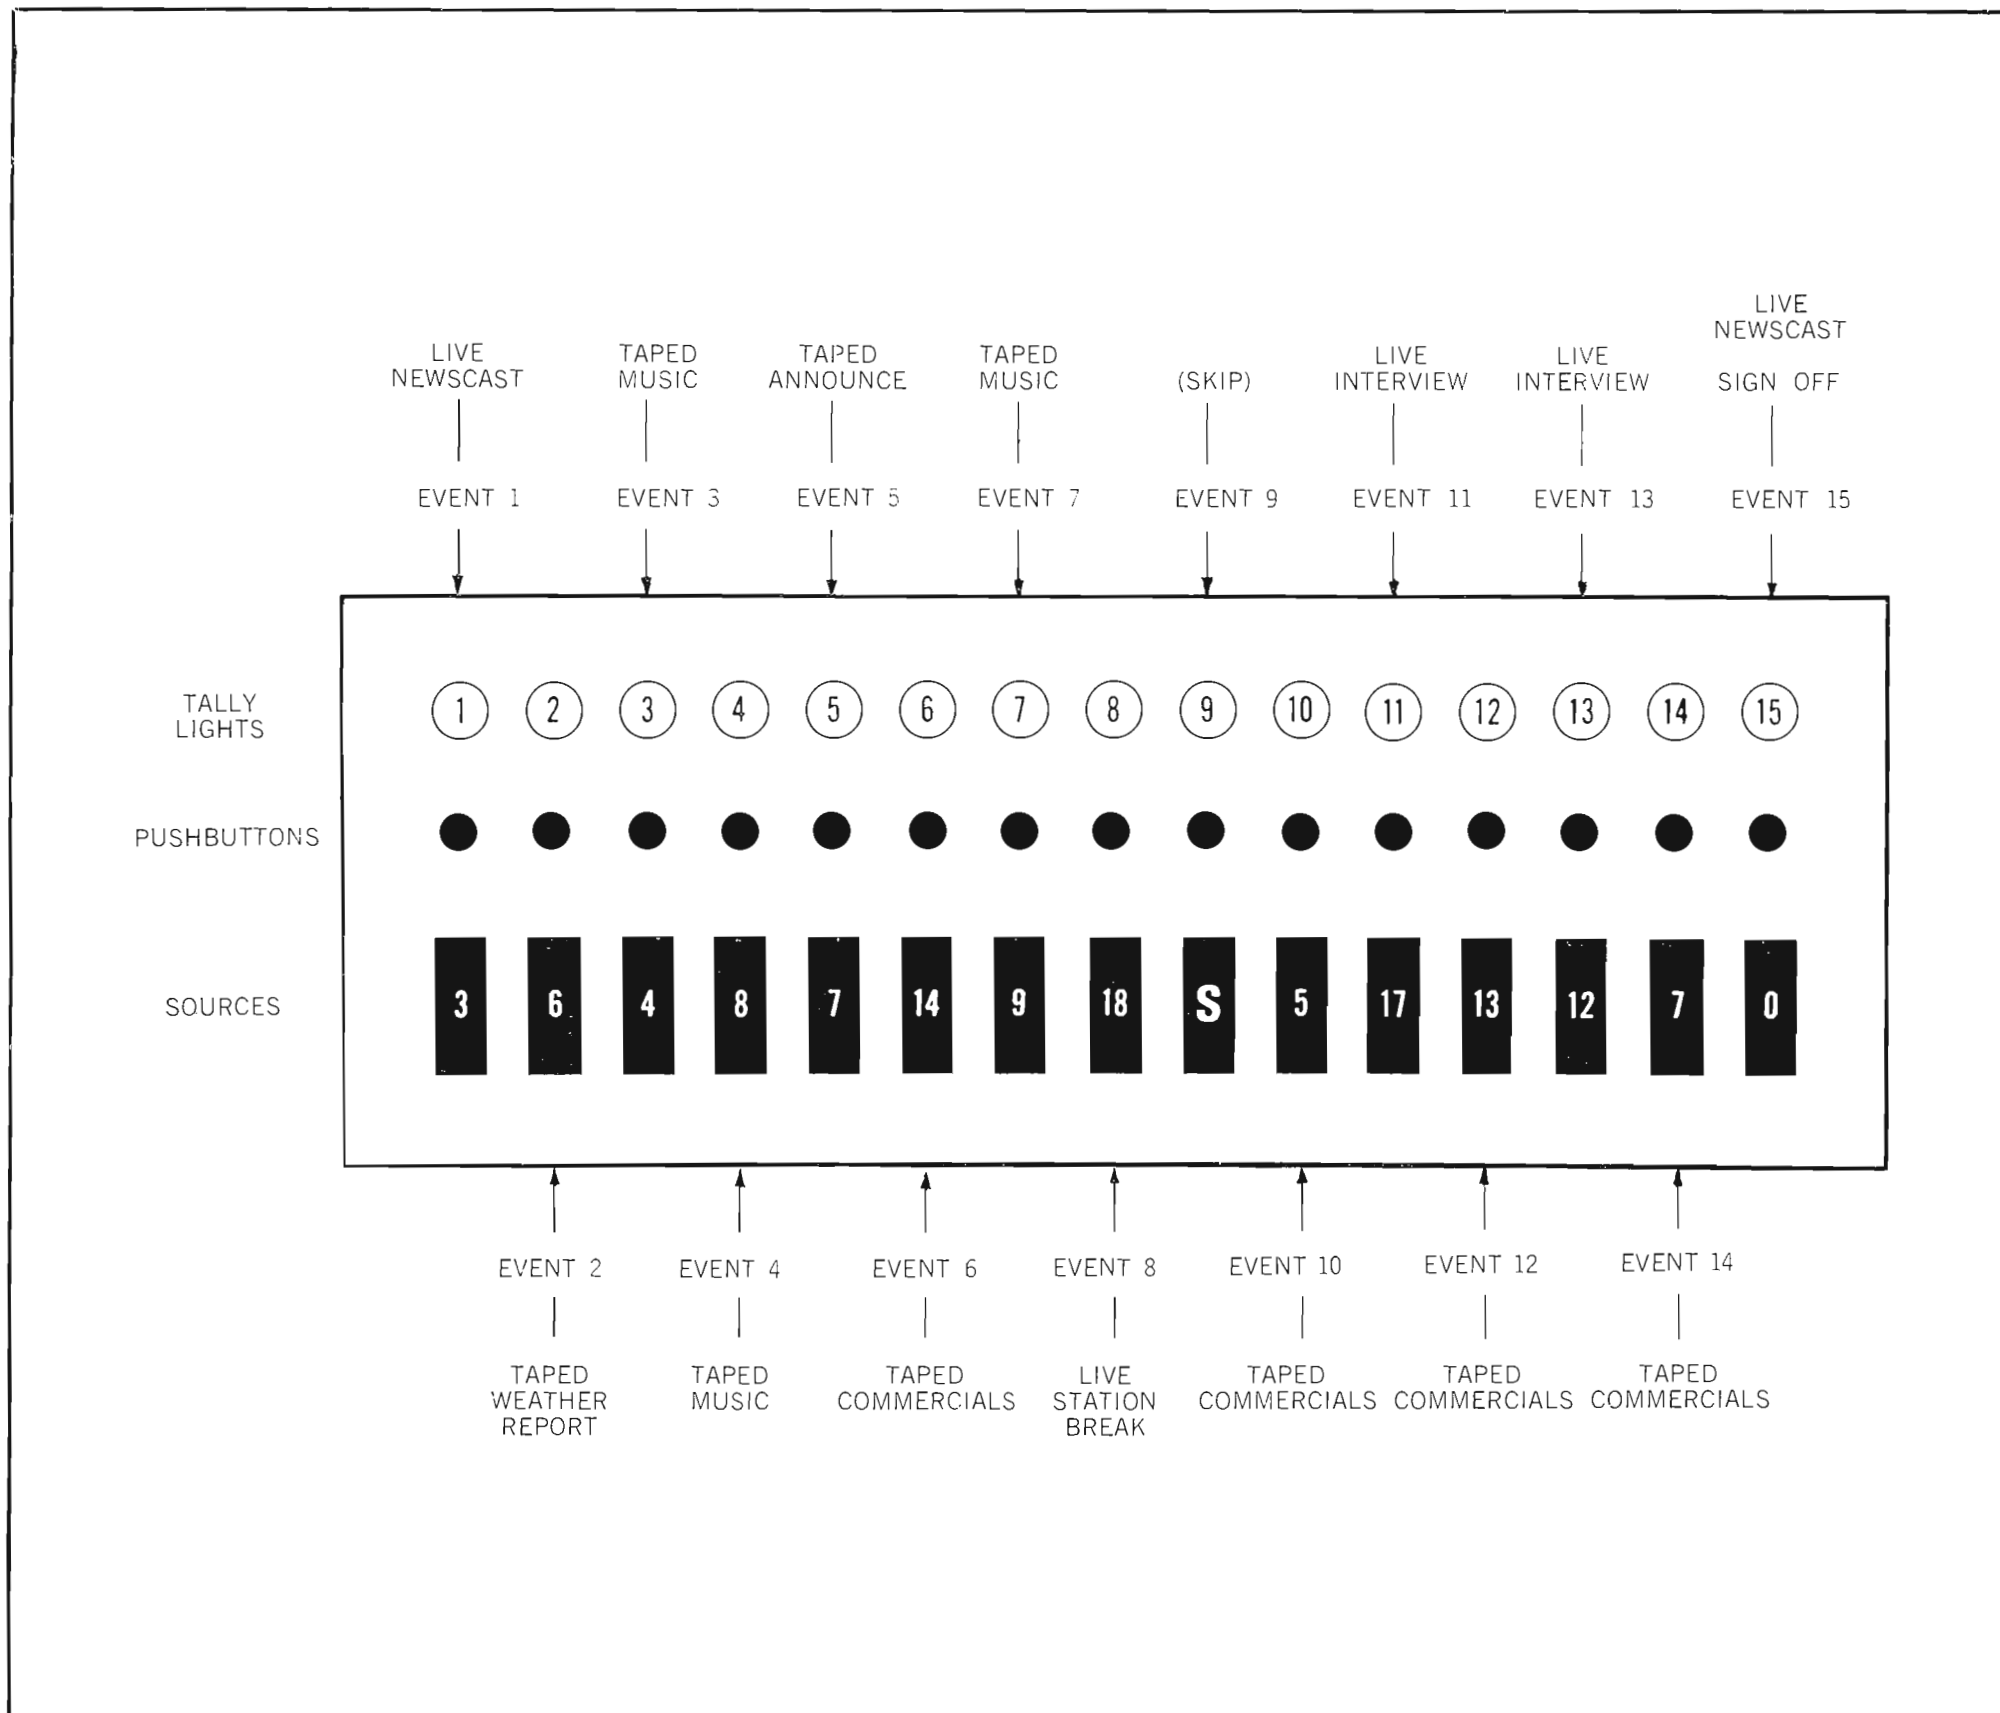 LIVE
NEWSCAST
TAPED
MUSIC
TAPED
ANNOUNCE
TAPED
MUSIC
(SKIP)
LIVE
INTERVIEW
LIVE
INTERVIEW
LIVE
NEWSCAST
SIGN OFF
EVENT 1 EVENT 3 EVENT 5 EVENT 7 EVENT 9 EVENT 11 EVENT 13 EVENT 15
TALLY
LIGHTS
1 2 3 4 5 6 7 8 9 10 11 12 13 14 15
PUSHBUTTONS
SOURCES
3 6 4 8 7 14 9 18 S 5 17 13 12 7 0
EVENT 2 EVENT 4 EVENT 6 EVENT 8 EVENT 10 EVENT 12 EVENT 14
TAPED
WEATHER
REPORT
TAPED
MUSIC
TAPED
COMMERCIALS
LIVE
STATION
BREAK
TAPED
COMMERCIALS
TAPED
COMMERCIALS
TAPED
COMMERCIALS